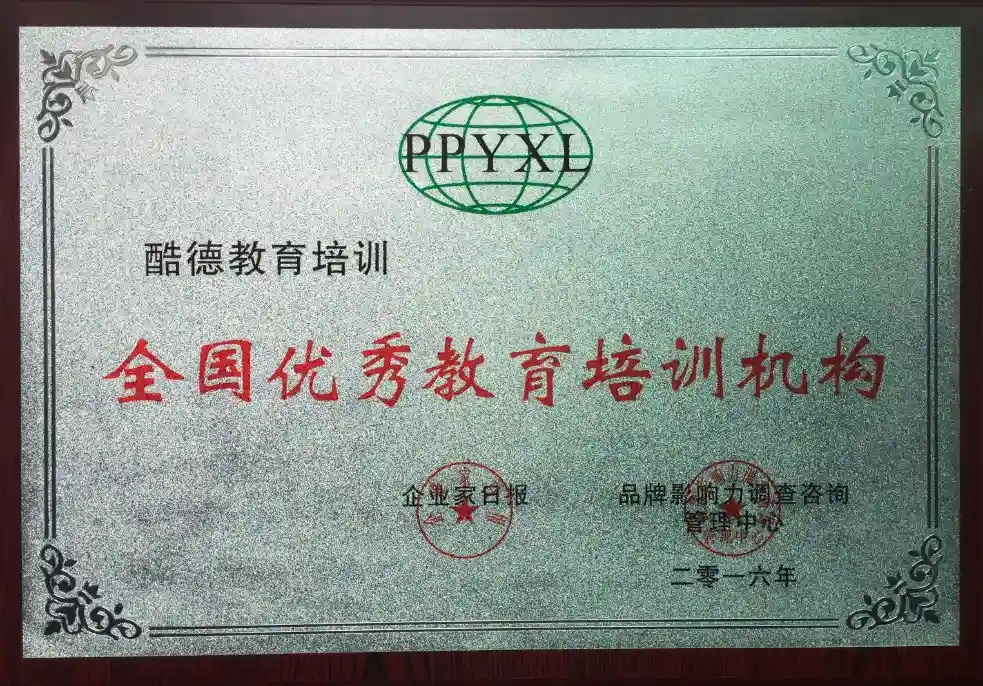 PPYXL
酷德教育培训
全国优秀教育培训机构
企业家日报
品牌影响力调查咨询
管理中心
二零一六年